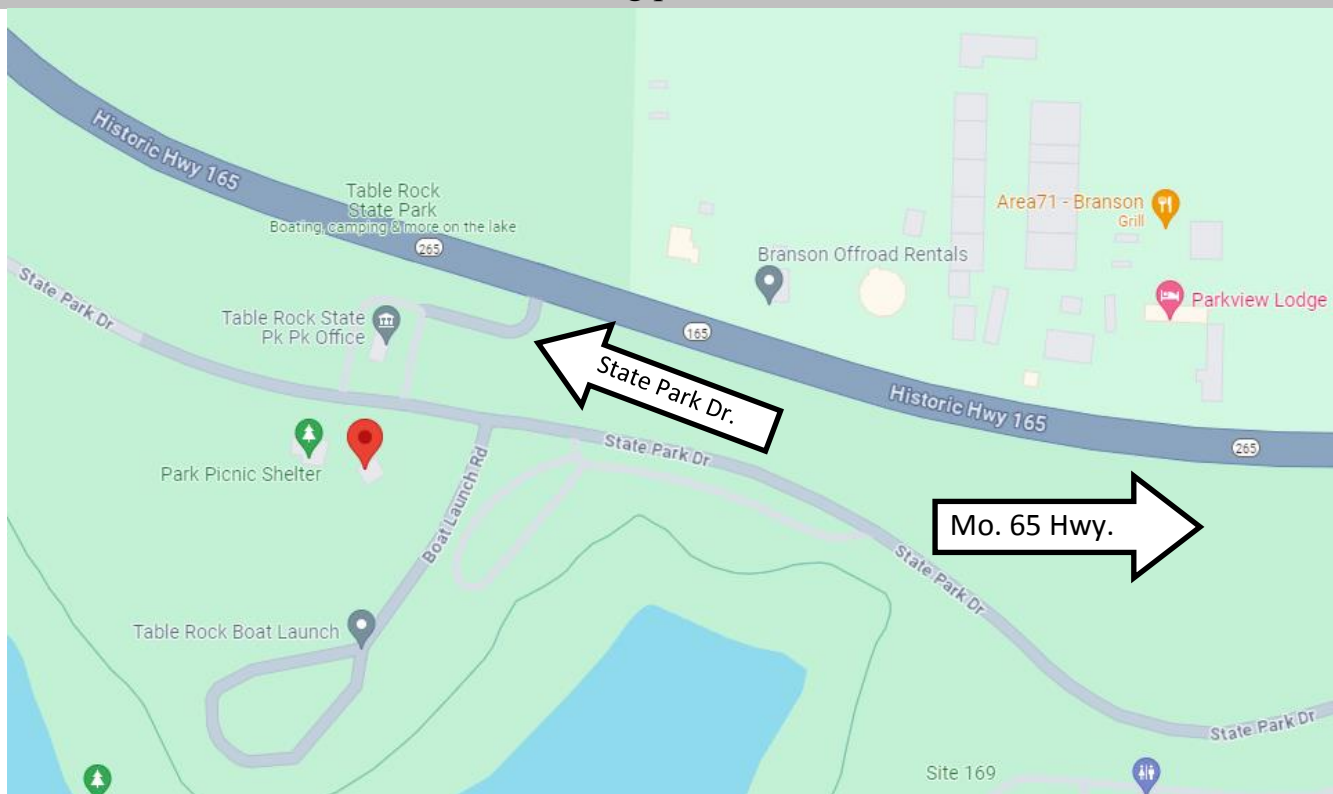 Historic Hwy 165
Table Rock
State Park
Boating, camping & more on the lake
265
Area71 - Branson
Grill
Branson Offroad Rentals
Parkview Lodge
State Park Dr
Table Rock State
Pk Pk Office
165
State Park Dr.
Historic Hwy 165
265
Park Picnic Shelter
State Park Dr
Boat Launch Rd
Mo. 65 Hwy.
State Park Dr
Table Rock Boat Launch
State Park Dr
Site 169